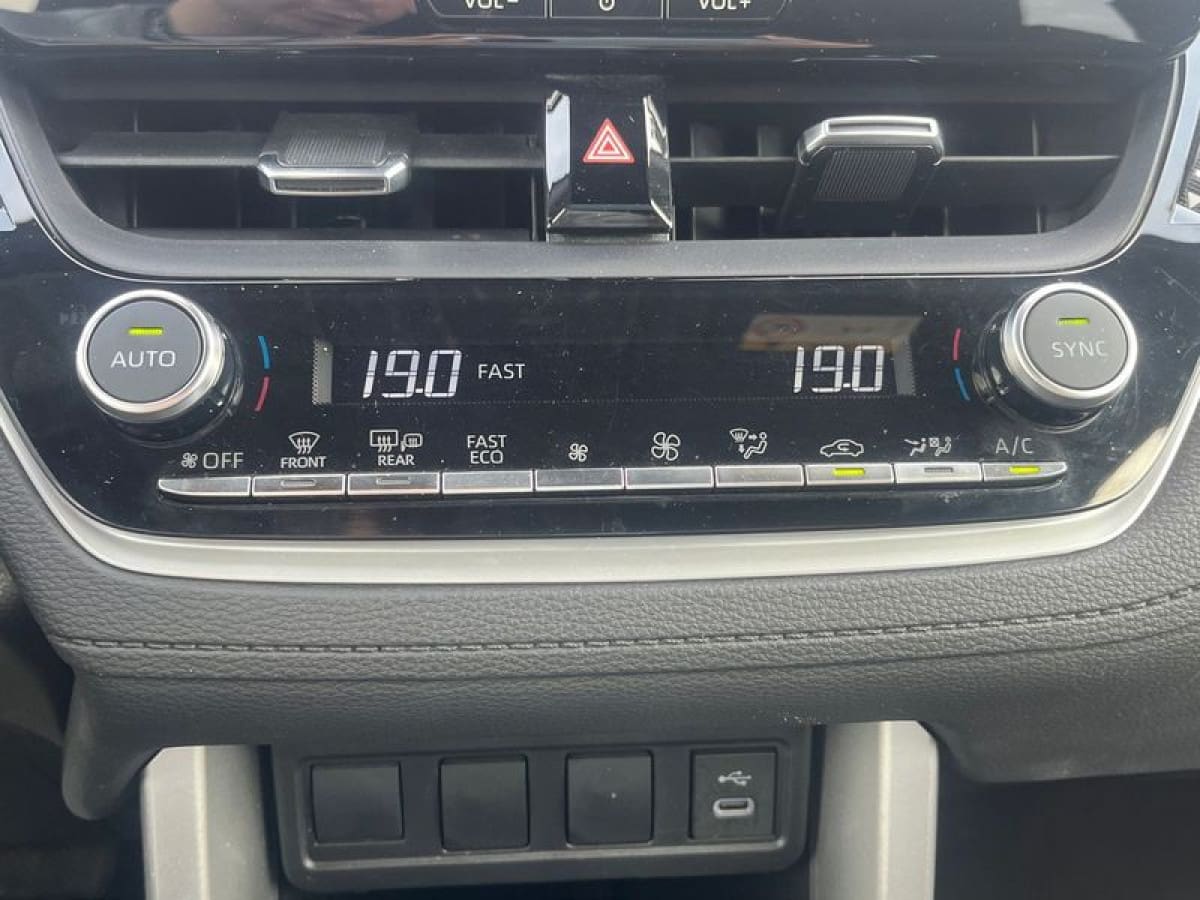 VOL- VOL+
AUTO
19.0 FAST 19.0
SYNC
OFF
FRONT
REAR
FAST
ECO
A/C